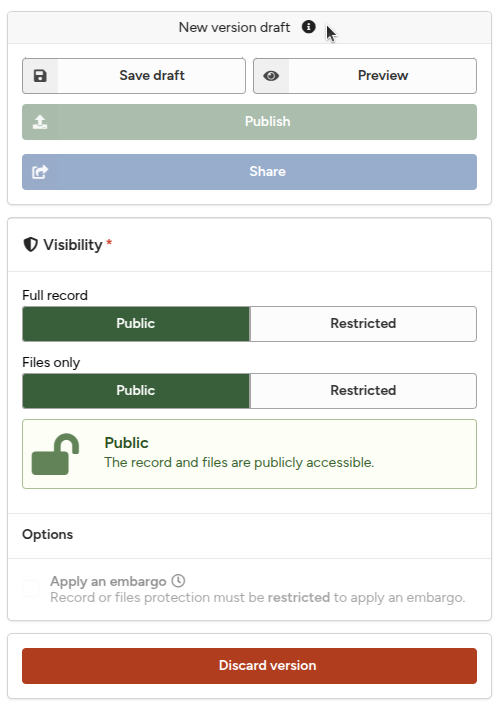 New version draft
Save draft
Preview
Publish
Share
Visibility *
Full record
Public
Restricted
Files only
Public
Restricted
Public
The record and files are publicly accessible.
Options
Apply an embargo
Record or files protection must be restricted to apply an embargo.
Discard version